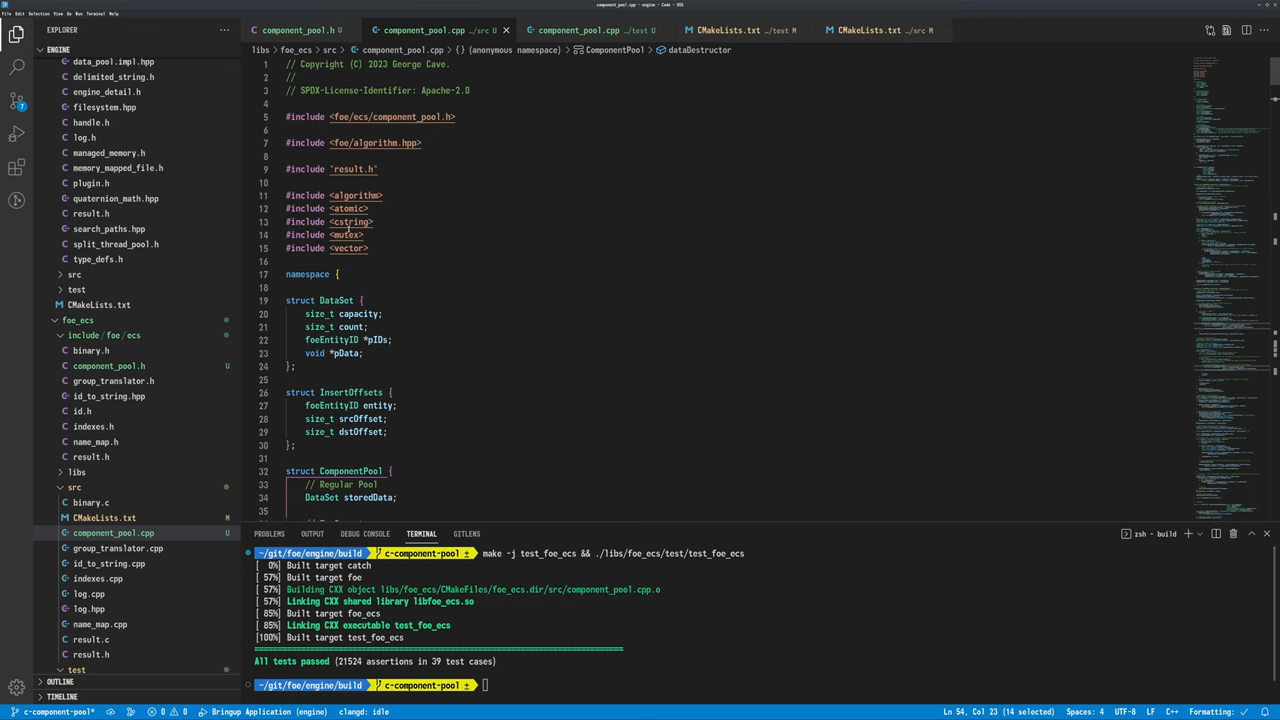 component_pool.cpp - engine - Code - OSS
File Edit Selection View Go Run Terminal Help
EXPLORER
ENGINE
data_pool.impl.hpp
delimited_string.h
engine_detail.h
filesystem.hpp
handle.h
log.h
managed_memory.h
memory_mapped_file.h
plugin.h
quaternion_math.hpp
result.h
search_paths.hpp
split_thread_pool.h
type_defs.h
src
test
CMakeLists.txt
foe_ecs
include / foe / ecs
binary.h
component_pool.h U
group_translator.h
id_to_string.hpp
id.h
indexes.h
name_map.h
result.h
libs
src
binary.c
CMakeLists.txt M
component_pool.cpp U
group_translator.cpp
id_to_string.cpp
indexes.cpp
log.cpp
log.hpp
name_map.cpp
result.c
result.h
test
OUTLINE
TIMELINE
7
component_pool.h U
component_pool.cpp ../src U
component_pool.cpp ../test U
CMakeLists.txt ../test M
CMakeLists.txt ../src M
libs > foe_ecs > src > component_pool.cpp > {} (anonymous namespace) > ComponentPool > dataDestructor
1 // Copyright (C) 2023 George Cave.
2 //
3 // SPDX-License-Identifier: Apache-2.0
4
5 #include <foe/ecs/component_pool.h>
6
7 #include <foe/algorithm.hpp>
8
9 #include "result.h"
10
11 #include <algorithm>
12 #include <atomic>
13 #include <cstring>
14 #include
15 #include <vector>
16
17 namespace {
18
19 struct DataSet {
20 size_t capacity;
21 size_t count;
22 foeEntityID *pIDs;
23 void *pData;
24 };
25
26 struct InsertOffsets {
27 foeEntityID entity;
28 size_t srcOffset;
29 size_t dstOffset;
30 };
31
32 struct ComponentPool {
33 // Regular Pool
34 DataSet storedData;
35
PROBLEMS OUTPUT DEBUG CONSOLE TERMINAL GITLENS
zsh - build
~/git/foe/engine/build c-component-pool ± make -j test_foe_ecs && ./libs/foe_ecs/test/test_foe_ecs
[ 0%] Built target catch
[ 57%] Built target foe
[ 57%] Building CXX object libs/foe_ecs/CMakeFiles/foe_ecs.dir/src/component_pool.cpp.o
[ 57%] Linking CXX shared library libfoe_ecs.so
[ 85%] Built target foe_ecs
[ 85%] Linking CXX executable test_foe_ecs
[100%] Built target test_foe_ecs
===============================================================================
All tests passed (21524 assertions in 39 test cases)
~/git/foe/engine/build c-component-pool ±
c-component-pool* 0 0 Bringup Application (engine) clangd: idle Ln 54, Col 23 (14 selected) Spaces: 4 UTF-8 LF C++ Formatting: ✓